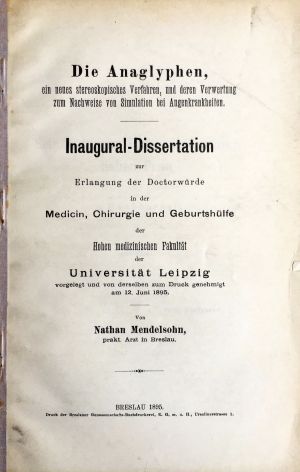 Die Anaglyphen,
ein neues stereoskopisches Verfahren, und deren Verwertung
zum Nachweise von Simulation bei Augenkrankheiten.
Inaugural-Dissertation
zur
Erlangung der Doctorwürde
in der
Medicin, Chirurgie und Geburtshülfe
der
Hohen medizinischen Fakultät
der
Universität Leipzig
vorgelegt und von derselben zum Druck genehmigt
am 12. Juni 1895.
Von
Nathan Mendelsohn,
prakt. Arzt in Breslau.
BRESLAU 1895.
Druck der Breslauer Genossenschafts-Buchdruckerei, E. G. m. u. H., Ursulinerstrasse 1.